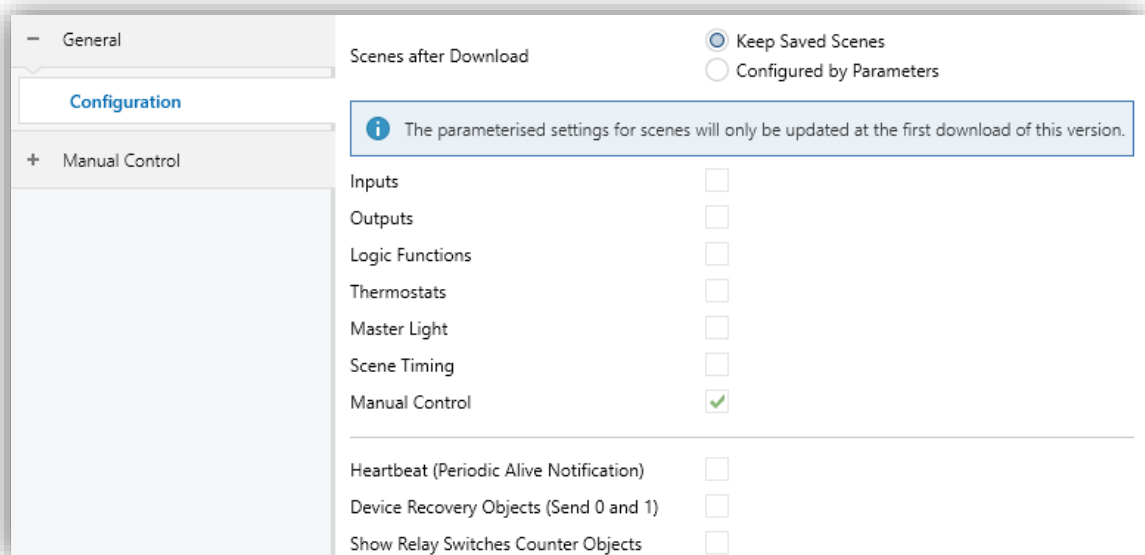 General
Configuration
Manual Control
Scenes after Download
Keep Saved Scenes
Configured by Parameters
The parameterised settings for scenes will only be updated at the first download of this version.
Inputs
Outputs
Logic Functions
Thermostats
Master Light
Scene Timing
Manual Control
Heartbeat (Periodic Alive Notification)
Device Recovery Objects (Send 0 and 1)
Show Relay Switches Counter Objects